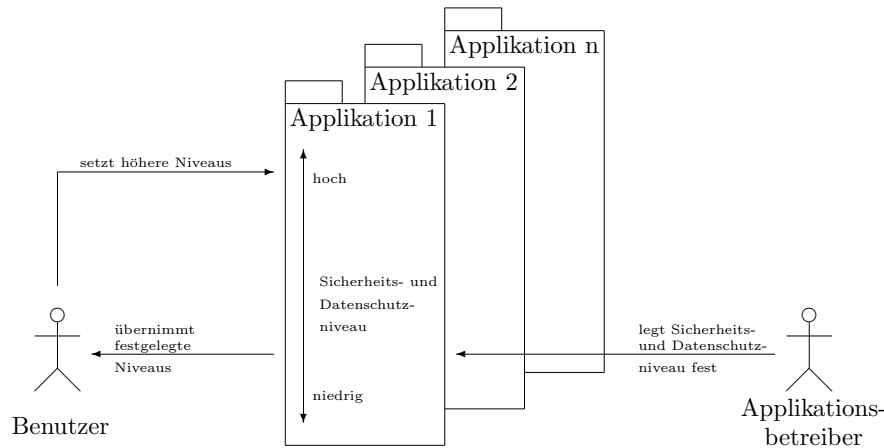 Applikation n
Applikation 2
Applikation 1
setzt höhere Niveaus
hoch
Sicherheits- und
Datenschutz-
niveau
übernimmt
festgelegte
Niveaus
legt Sicherheits-
und Datenschutz-
niveau fest
niedrig
Benutzer
Applikations-
betreiber